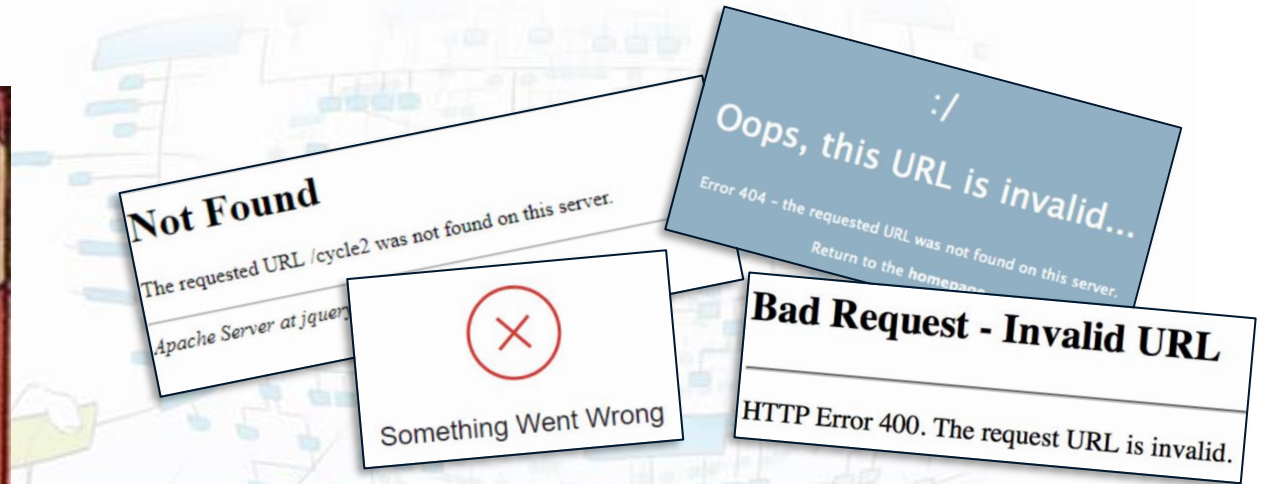 Not Found
The requested URL /cycle2 was not found on this server.
Apache Server at
:/
Oops, this URL is invalid...
Error 404 – the requested URL was not found on this server.
Return to the homepage
Something Went Wrong
Bad Request - Invalid URL
HTTP Error 400. The request URL is invalid.